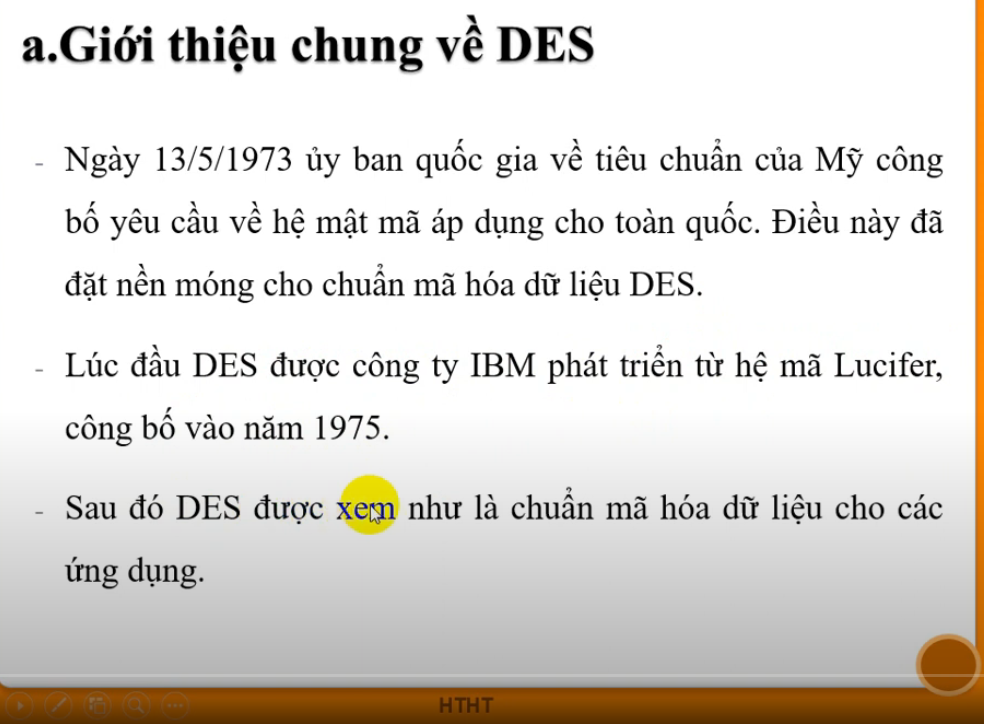 a.Giới thiệu chung về DES
- Ngày 13/5/1973 ủy ban quốc gia về tiêu chuẩn của Mỹ công
bố yêu cầu về hệ mật mã áp dụng cho toàn quốc. Điều này đã
đặt nền móng cho chuẩn mã hóa dữ liệu DES.
- Lúc đầu DES được công ty IBM phát triển từ hệ mã Lucifer,
công bố vào năm 1975.
- Sau đó DES được xem như là chuẩn mã hóa dữ liệu cho các
ứng dụng.
HTHT